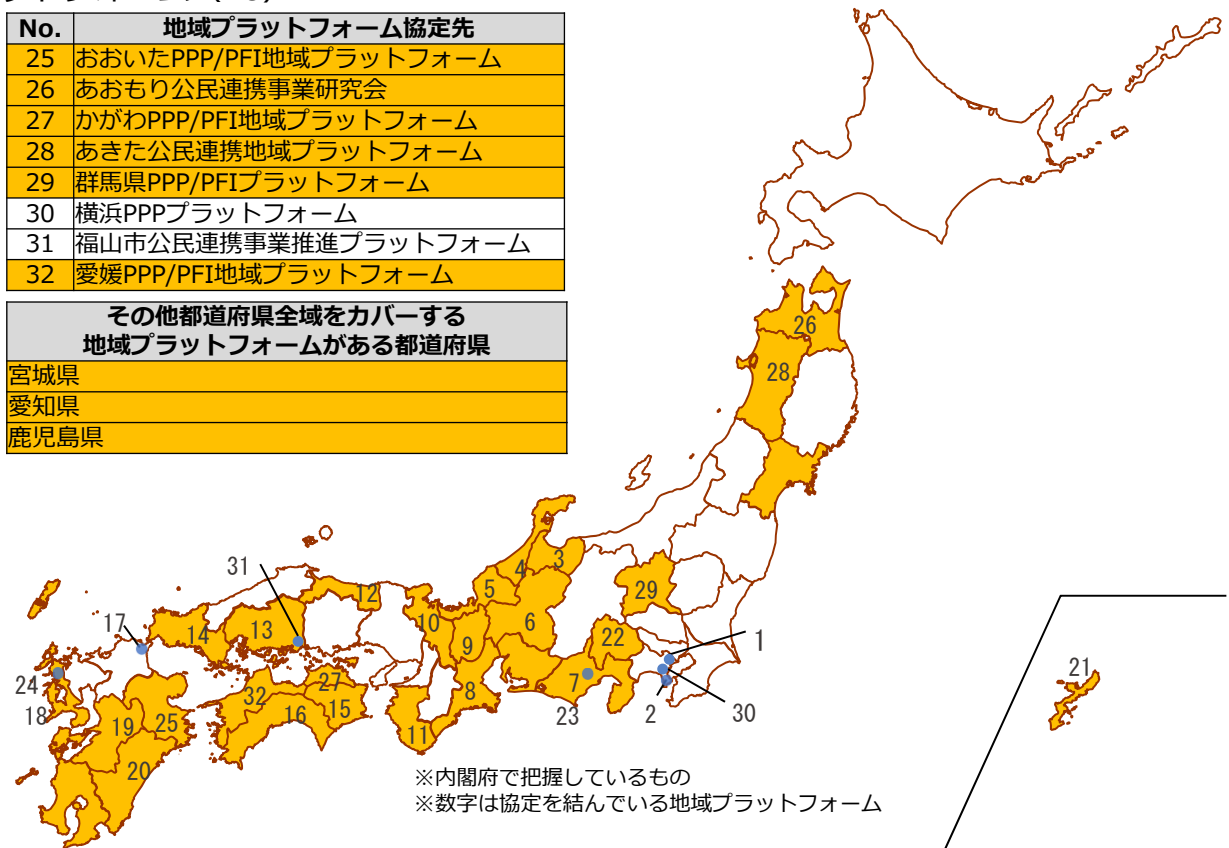 No. 地域プラットフォーム協定先
25 おおいたPPP/PFI地域プラットフォーム
26 あおもり公民連携事業研究会
27 かがわPPP/PFI地域プラットフォーム
28 あきた公民連携地域プラットフォーム
29 群馬県PPP/PFIプラットフォーム
30 横浜PPPプラットフォーム
31 福山市公民連携事業推進プラットフォーム
32 愛媛PPP/PFI地域プラットフォーム
その他都道府県全域をカバーする
地域プラットフォームがある都道府県
宮城県
愛知県
鹿児島県
26
28
31
3
4
12
5
29
17
10
13
6
14
9
22
1
24
27
7
8
32
21
18
16
15
23
2
30
19
25
11
20
※内閣府で把握しているもの
※数字は協定を結んでいる地域プラットフォーム